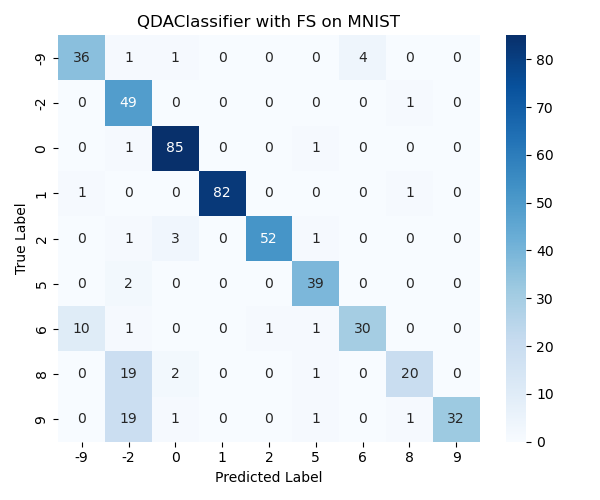 QDAClassifier with FS on MNIST
True Label
-9 36 1 1 0 0 0 4 0 0
-2 0 49 0 0 0 0 0 1 0
0 0 1 85 0 0 1 0 0 0
1 1 0 0 82 0 0 0 1 0
2 0 1 3 0 52 1 0 0 0
5 0 2 0 0 0 39 0 0 0
6 10 1 0 0 1 1 30 0 0
8 0 19 2 0 0 1 0 20 0
9 0 19 1 0 0 1 0 1 32
-9 -2 0 1 2 5 6 8 9
Predicted Label
80
70
60
50
40
30
20
10
0